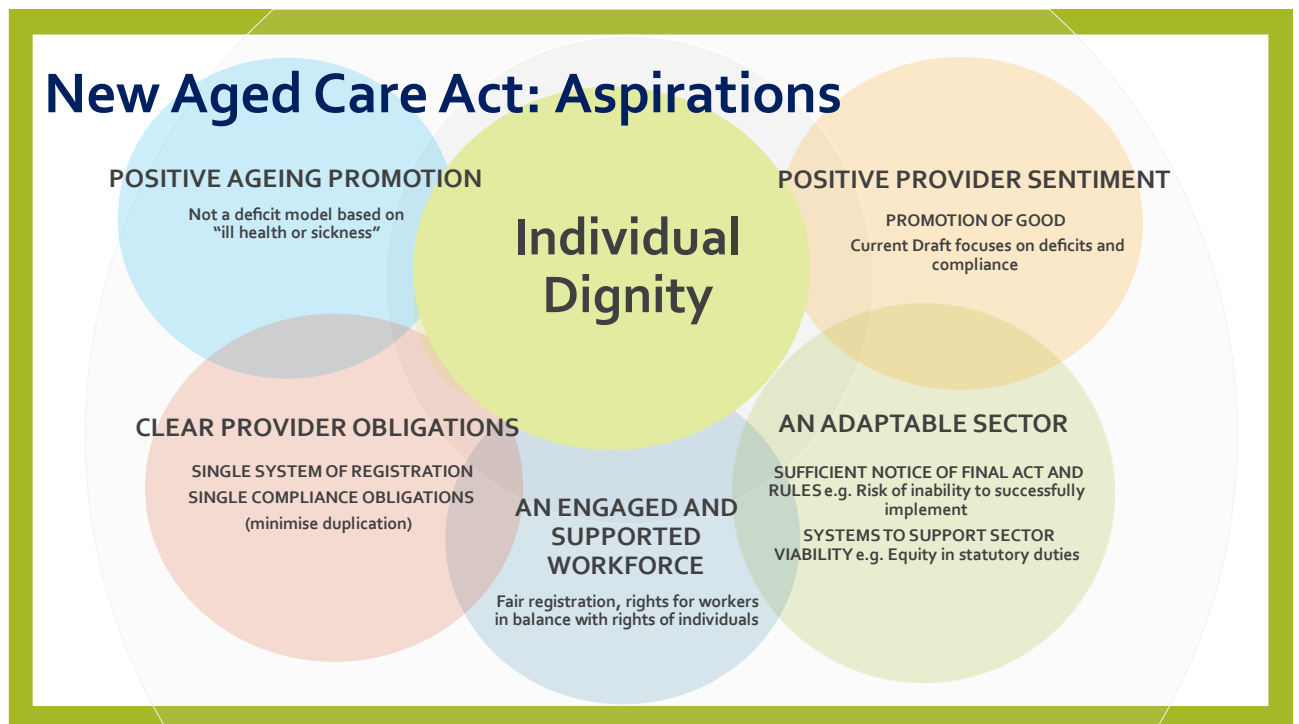 New Aged Care Act: Aspirations
POSITIVE AGEING PROMOTION
Not a deficit model based on
“ill health or sickness”
Individual
Dignity
POSITIVE PROVIDER SENTIMENT
PROMOTION OF GOOD
Current Draft focuses on deficits and
compliance
CLEAR PROVIDER OBLIGATIONS
SINGLE SYSTEM OF REGISTRATION
SINGLE COMPLIANCE OBLIGATIONS
(minimise duplication)
AN ENGAGED AND
SUPPORTED
WORKFORCE
Fair registration, rights for workers
in balance with rights of individuals
AN ADAPTABLE SECTOR
SUFFICIENT NOTICE OF FINAL ACT AND
RULES e.g. Risk of inability to successfully
implement
SYSTEMS TO SUPPORT SECTOR
VIABILITY e.g. Equity in statutory duties